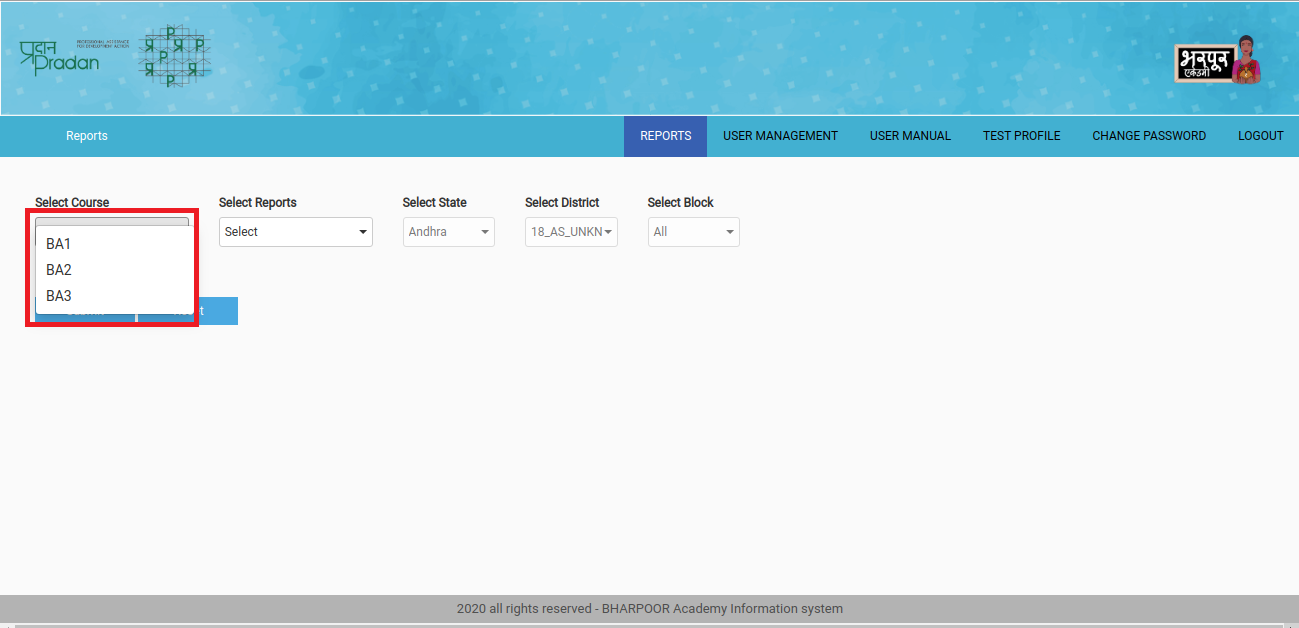 प्रदान
Pradan
PROFESSIONAL ASSISTANCE
FOR DEVELOPMENT ACTION
भरपूर
एकेडमी
Reports
REPORTS
USER MANAGEMENT
USER MANUAL
TEST PROFILE
CHANGE PASSWORD
LOGOUT
Select Course
Select Reports
Select State
Select District
Select Block
Select
Andhra
18_AS_UNKN
All
BA1
BA2
BA3
2020 all rights reserved - BHARPOOR Academy Information system